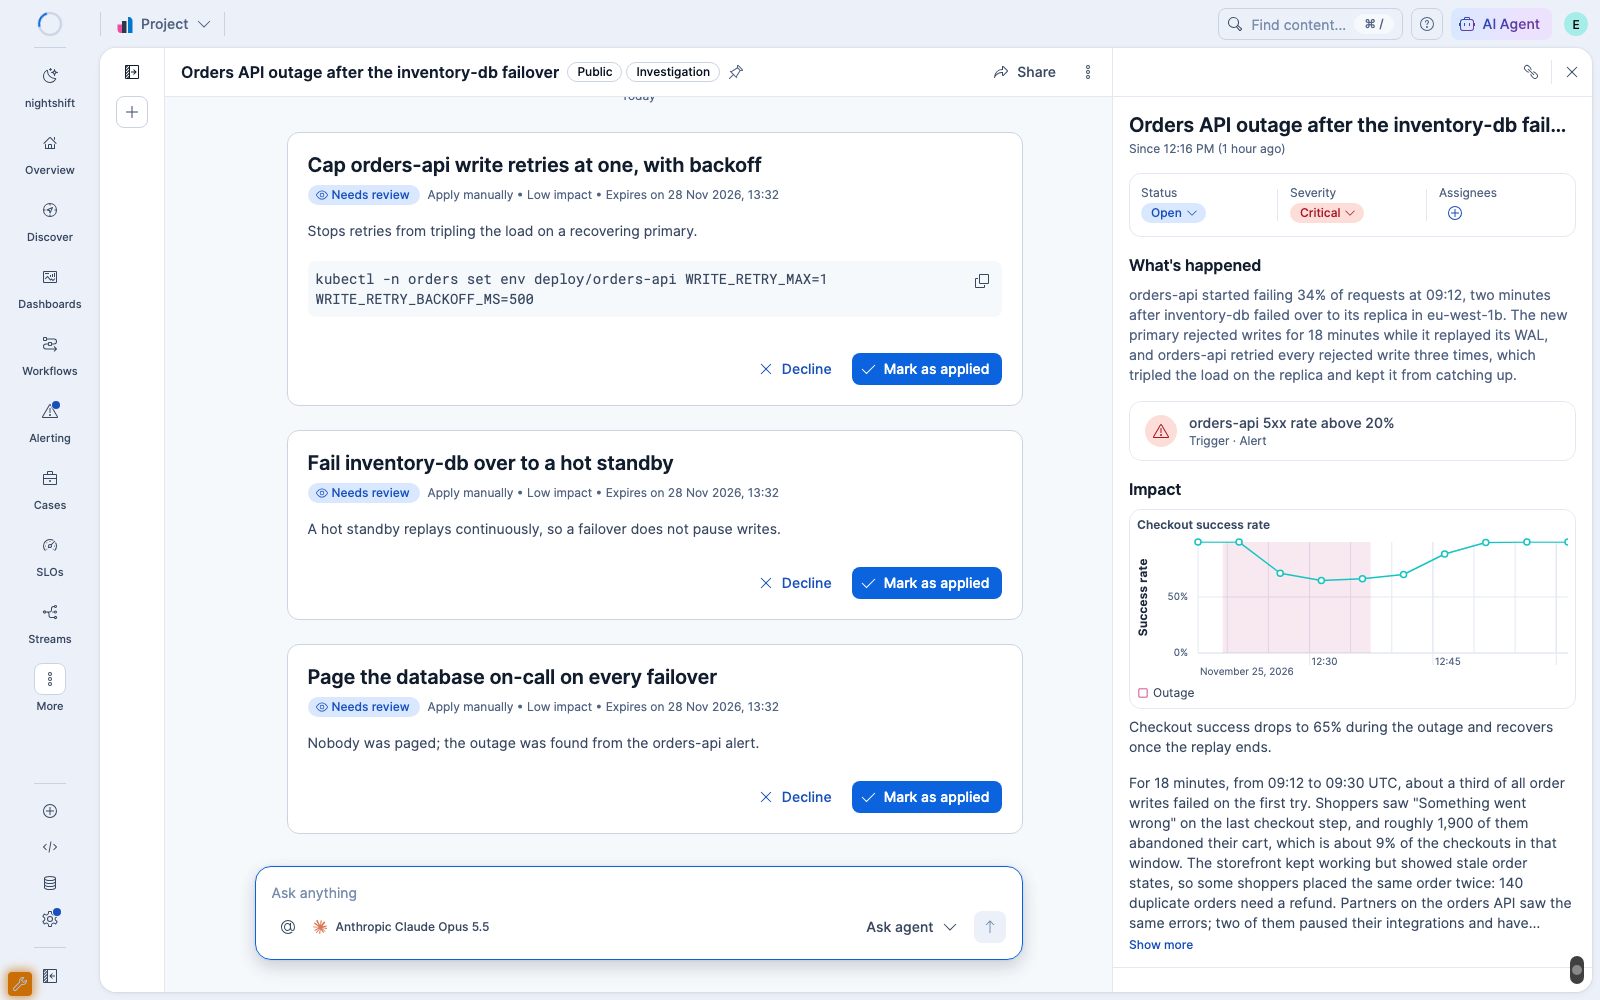 Project
Find content...
⌘ /
AI Agent
E
nightshift
Overview
Discover
Dashboards
Workflows
Alerting
Cases
SLOs
Streams
More
Orders API outage after the inventory-db failover
Public
Investigation
Share
Today
Cap orders-api write retries at one, with backoff
Needs review
Apply manually • Low impact • Expires on 28 Nov 2026, 13:32
Stops retries from tripling the load on a recovering primary.
kubectl -n orders set env deploy/orders-api WRITE_RETRY_MAX=1
WRITE_RETRY_BACKOFF_MS=500
Decline
Mark as applied
Fail inventory-db over to a hot standby
Needs review
Apply manually • Low impact • Expires on 28 Nov 2026, 13:32
A hot standby replays continuously, so a failover does not pause writes.
Decline
Mark as applied
Page the database on-call on every failover
Needs review
Apply manually • Low impact • Expires on 28 Nov 2026, 13:32
Nobody was paged; the outage was found from the orders-api alert.
Decline
Mark as applied
Ask anything
Anthropic Claude Opus 5.5
Ask agent
Orders API outage after the inventory-db fail...
Since 12:16 PM (1 hour ago)
Status
Open
Severity
Critical
Assignees
What's happened
orders-api started failing 34% of requests at 09:12, two minutes
after inventory-db failed over to its replica in eu-west-1b. The new
primary rejected writes for 18 minutes while it replayed its WAL,
and orders-api retried every rejected write three times, which
tripled the load on the replica and kept it from catching up.
orders-api 5xx rate above 20%
Trigger · Alert
Impact
Checkout success rate
Success rate
50%
0%
12:30
12:45
November 25, 2026
Outage
Checkout success drops to 65% during the outage and recovers
once the replay ends.
For 18 minutes, from 09:12 to 09:30 UTC, about a third of all order
writes failed on the first try. Shoppers saw "Something went
wrong" on the last checkout step, and roughly 1,900 of them
abandoned their cart, which is about 9% of the checkouts in that
window. The storefront kept working but showed stale order
states, so some shoppers placed the same order twice: 140
duplicate orders need a refund. Partners on the orders API saw the
same errors; two of them paused their integrations and have...
Show more